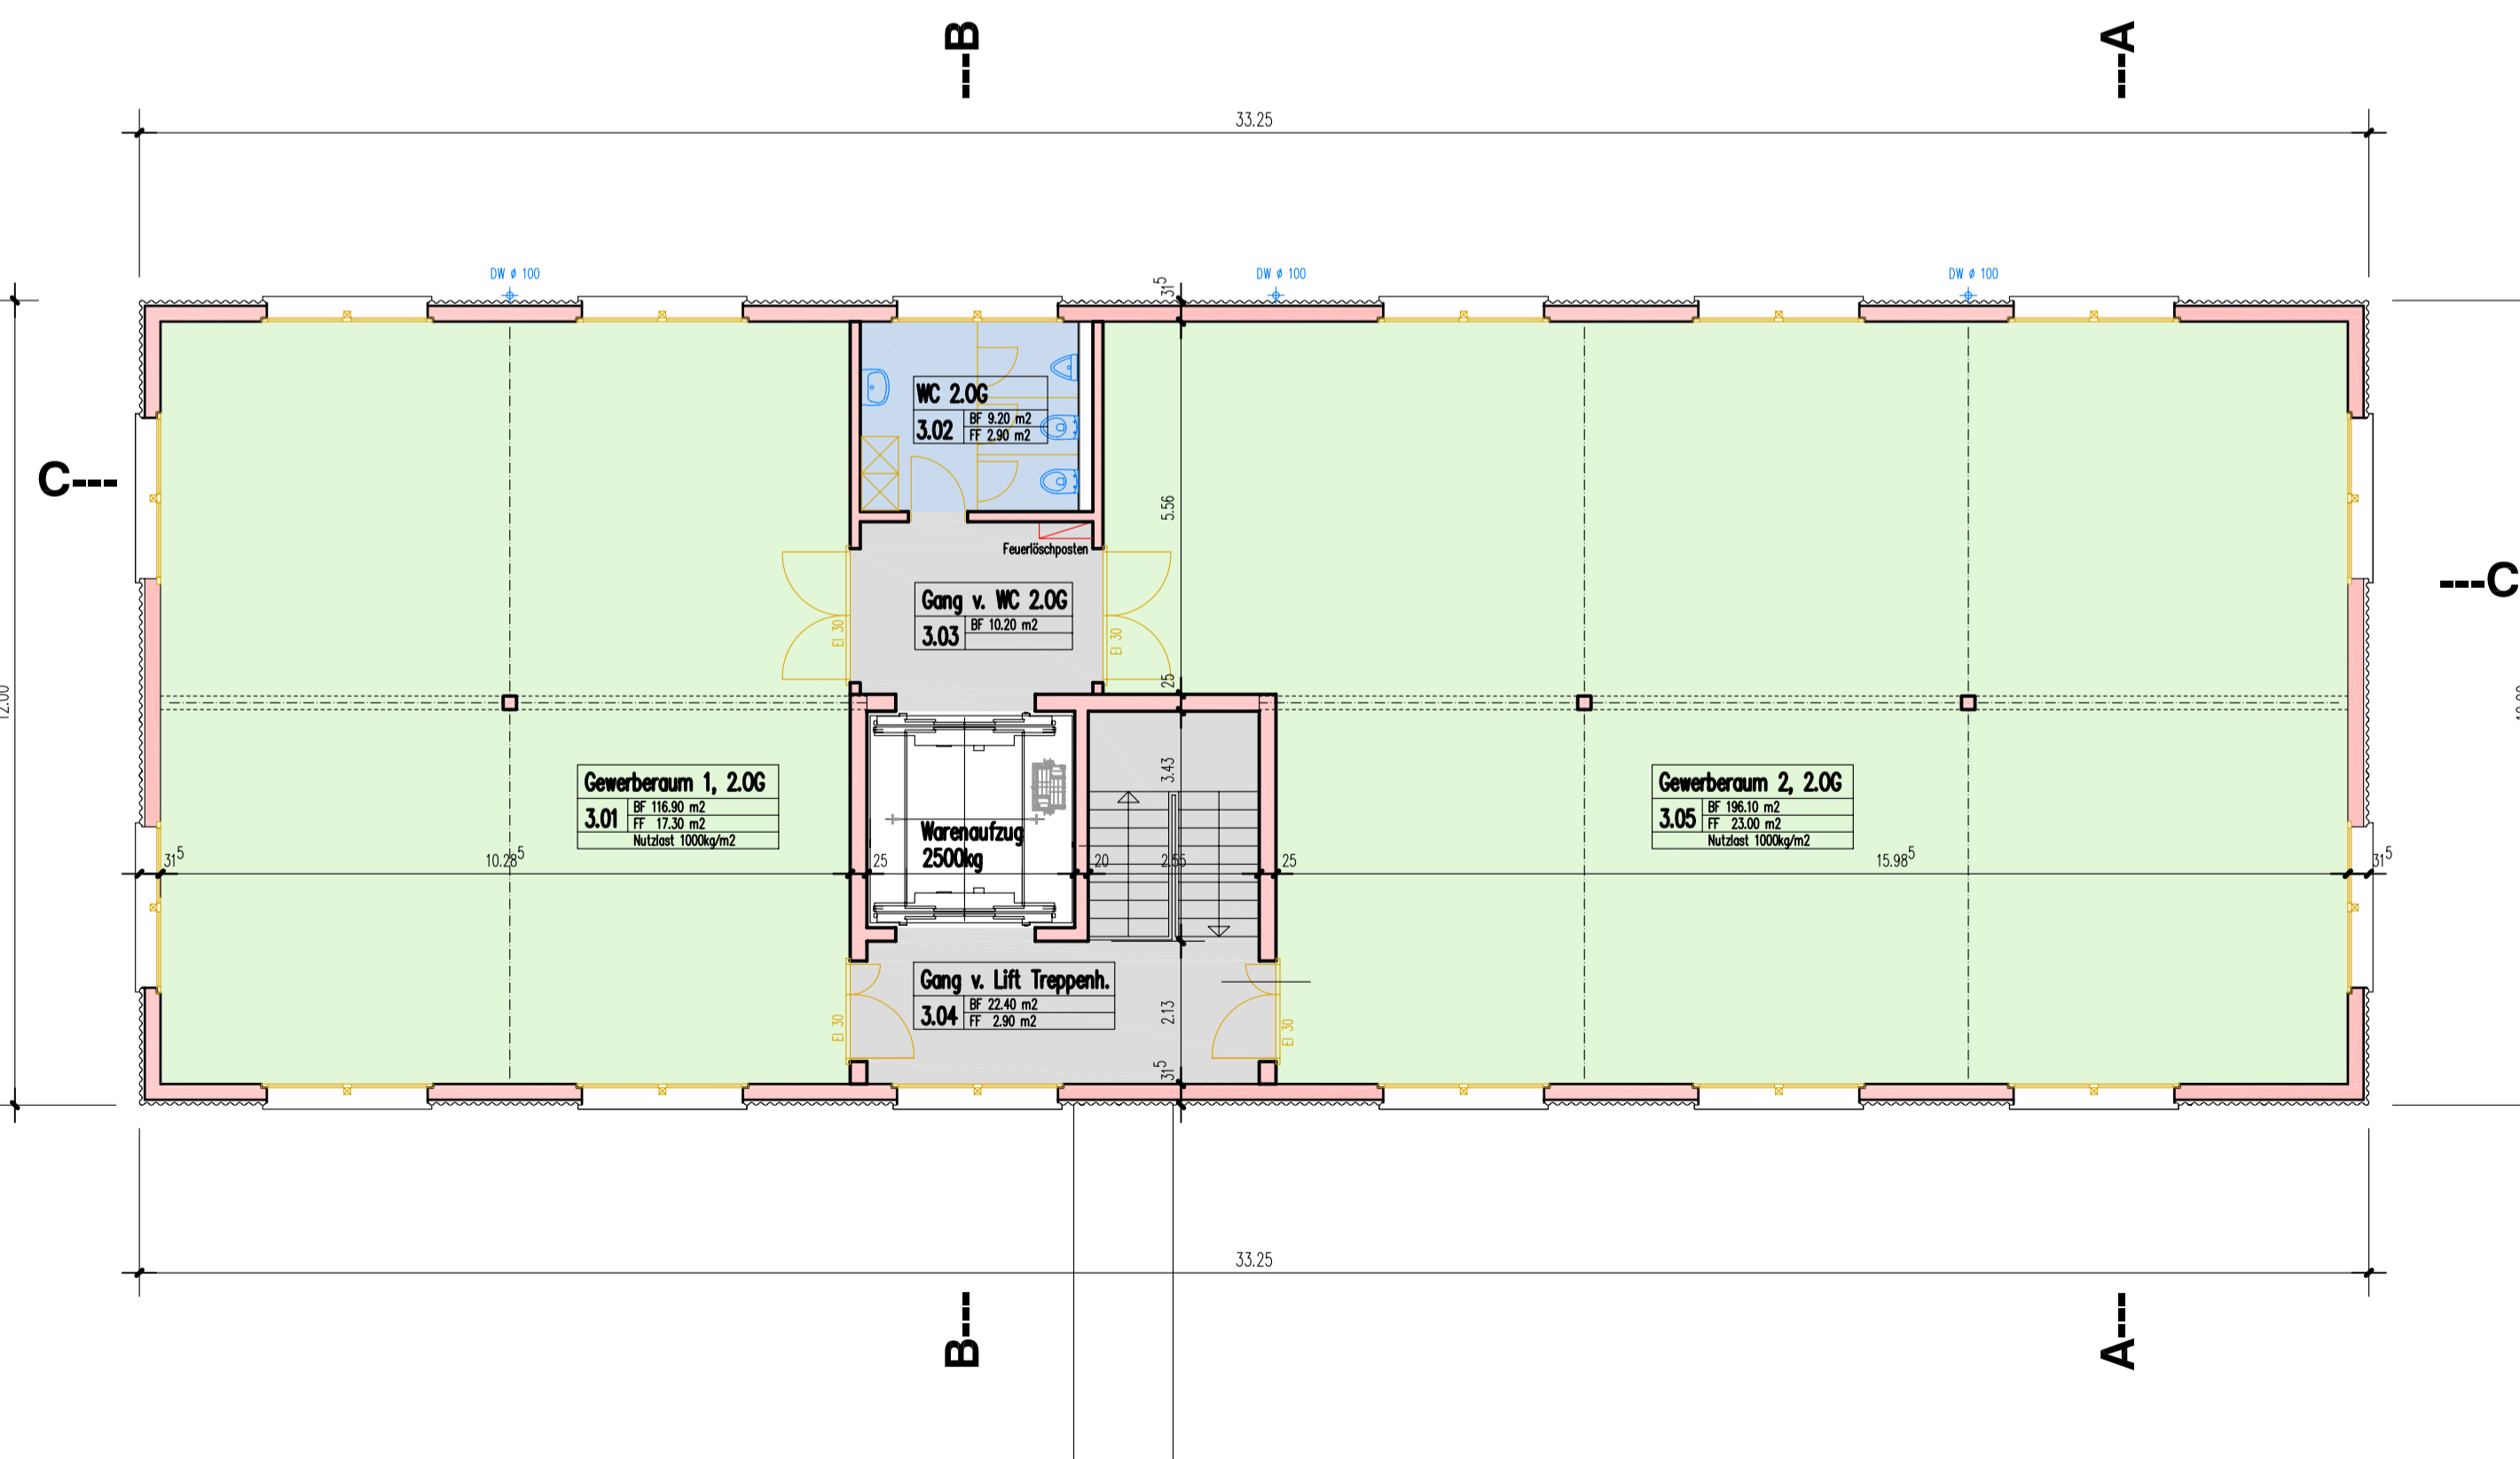 ---B
---A
33.25
DW ø 100
DW ø 100
DW ø 100
31⁵
WC 2.OG
3.02
BF 9.20 m2
FF 2.90 m2
C---
5.56
Feuerlöschposten
---C
Gang v. WC 2.OG
3.03
BF 10.20 m2
EI 30
EI 30
12.00
25
3.43
Gewerberaum 1, 2.OG
3.01
BF 116.90 m2
FF 17.30 m2
Nutzlast 1000kg/m2
Warenaufzug
2500kg
Gewerberaum 2, 2.OG
3.05
BF 196.10 m2
FF 23.00 m2
Nutzlast 1000kg/m2
31⁵
10.28⁵
25
20
2.55
25
15.98⁵
31⁵
Gang v. Lift Treppenh.
3.04
BF 22.40 m2
FF 2.90 m2
2.13
EI 30
EI 30
31⁵
33.25
B---
A---